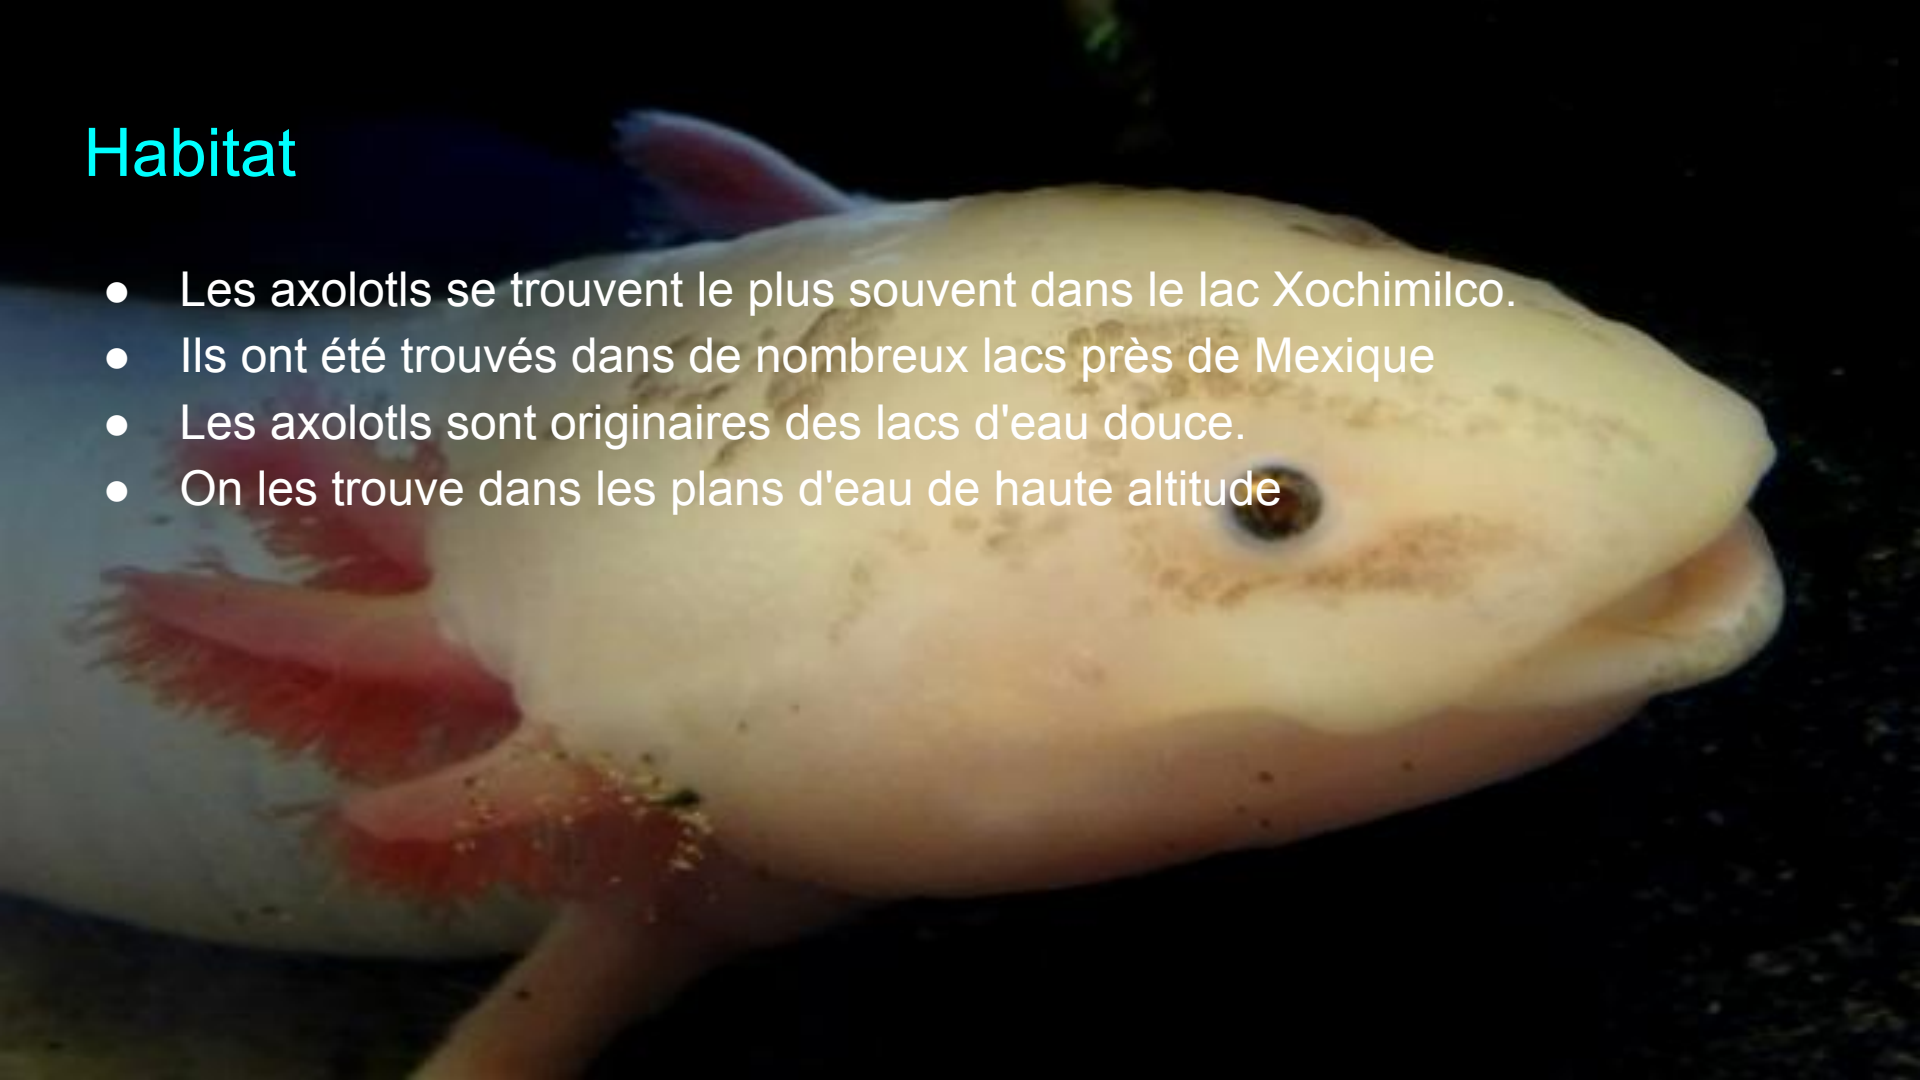 Habitat
● Les axolotls se trouvent le plus souvent dans le lac Xochimilco.
● Ils ont été trouvés dans de nombreux lacs près de Mexique
● Les axolotls sont originaires des lacs d'eau douce.
● On les trouve dans les plans d'eau de haute altitude